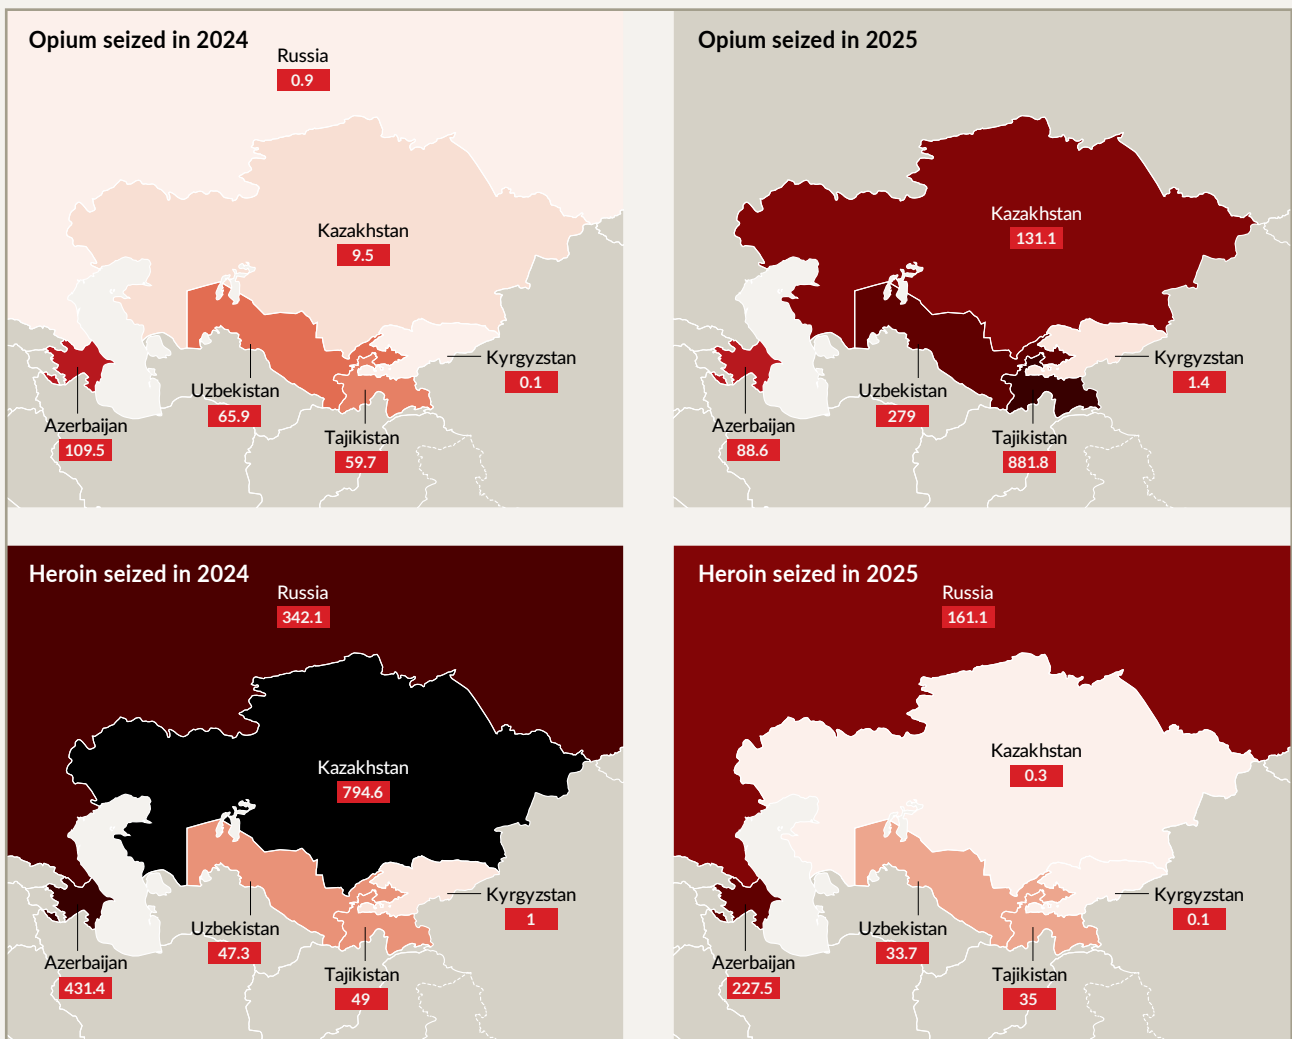 Opium seized in 2024
Russia
0.9
Kazakhstan
9.5
Kyrgyzstan
0.1
Uzbekistan
65.9
Azerbaijan
109.5
Tajikistan
59.7
Opium seized in 2025
Kazakhstan
131.1
Kyrgyzstan
1.4
Uzbekistan
279
Azerbaijan
88.6
Tajikistan
881.8
Heroin seized in 2024
Russia
342.1
Kazakhstan
794.6
Kyrgyzstan
1
Uzbekistan
47.3
Azerbaijan
431.4
Tajikistan
49
Heroin seized in 2025
Russia
161.1
Kazakhstan
0.3
Kyrgyzstan
0.1
Uzbekistan
33.7
Azerbaijan
227.5
Tajikistan
35